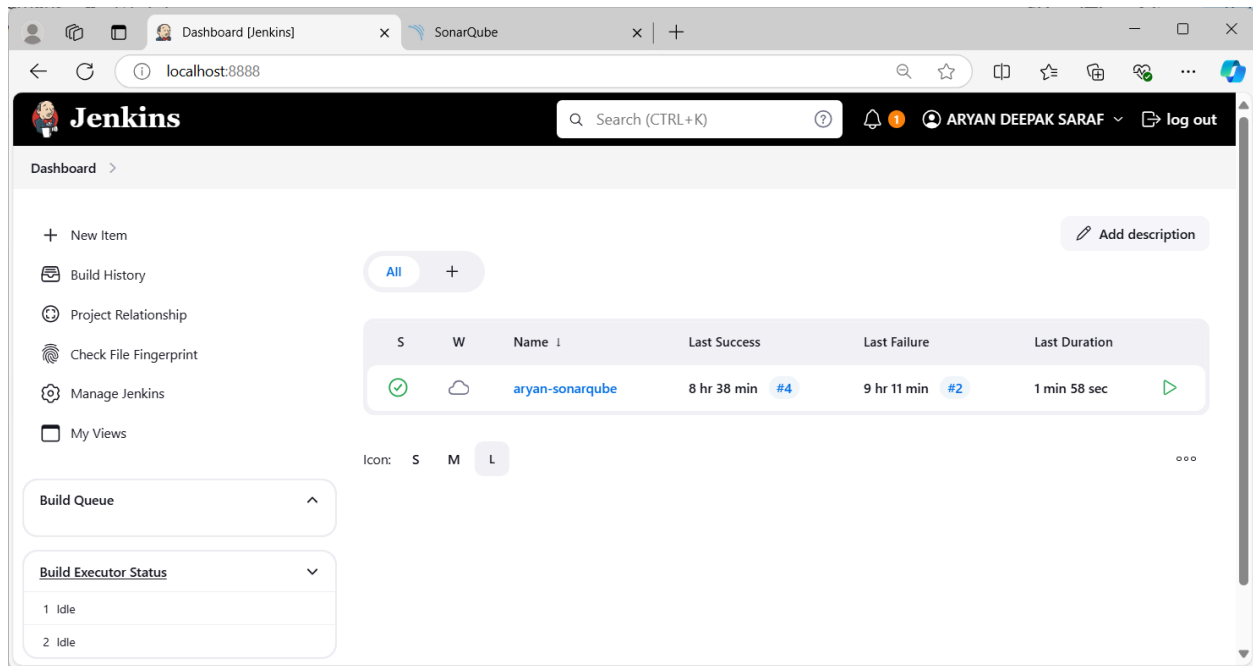 Dashboard [Jenkins]
SonarQube
localhost:8888
Jenkins
Search (CTRL+K)
1
ARYAN DEEPAK SARAF
log out
Dashboard
New Item
Build History
Project Relationship
Check File Fingerprint
Manage Jenkins
My Views
Build Queue
Build Executor Status
1 Idle
2 Idle
Add description
All
+
S W Name ↓ Last Success Last Failure Last Duration
aryan-sonarqube 8 hr 38 min #4 9 hr 11 min #2 1 min 58 sec
Icon: S M L